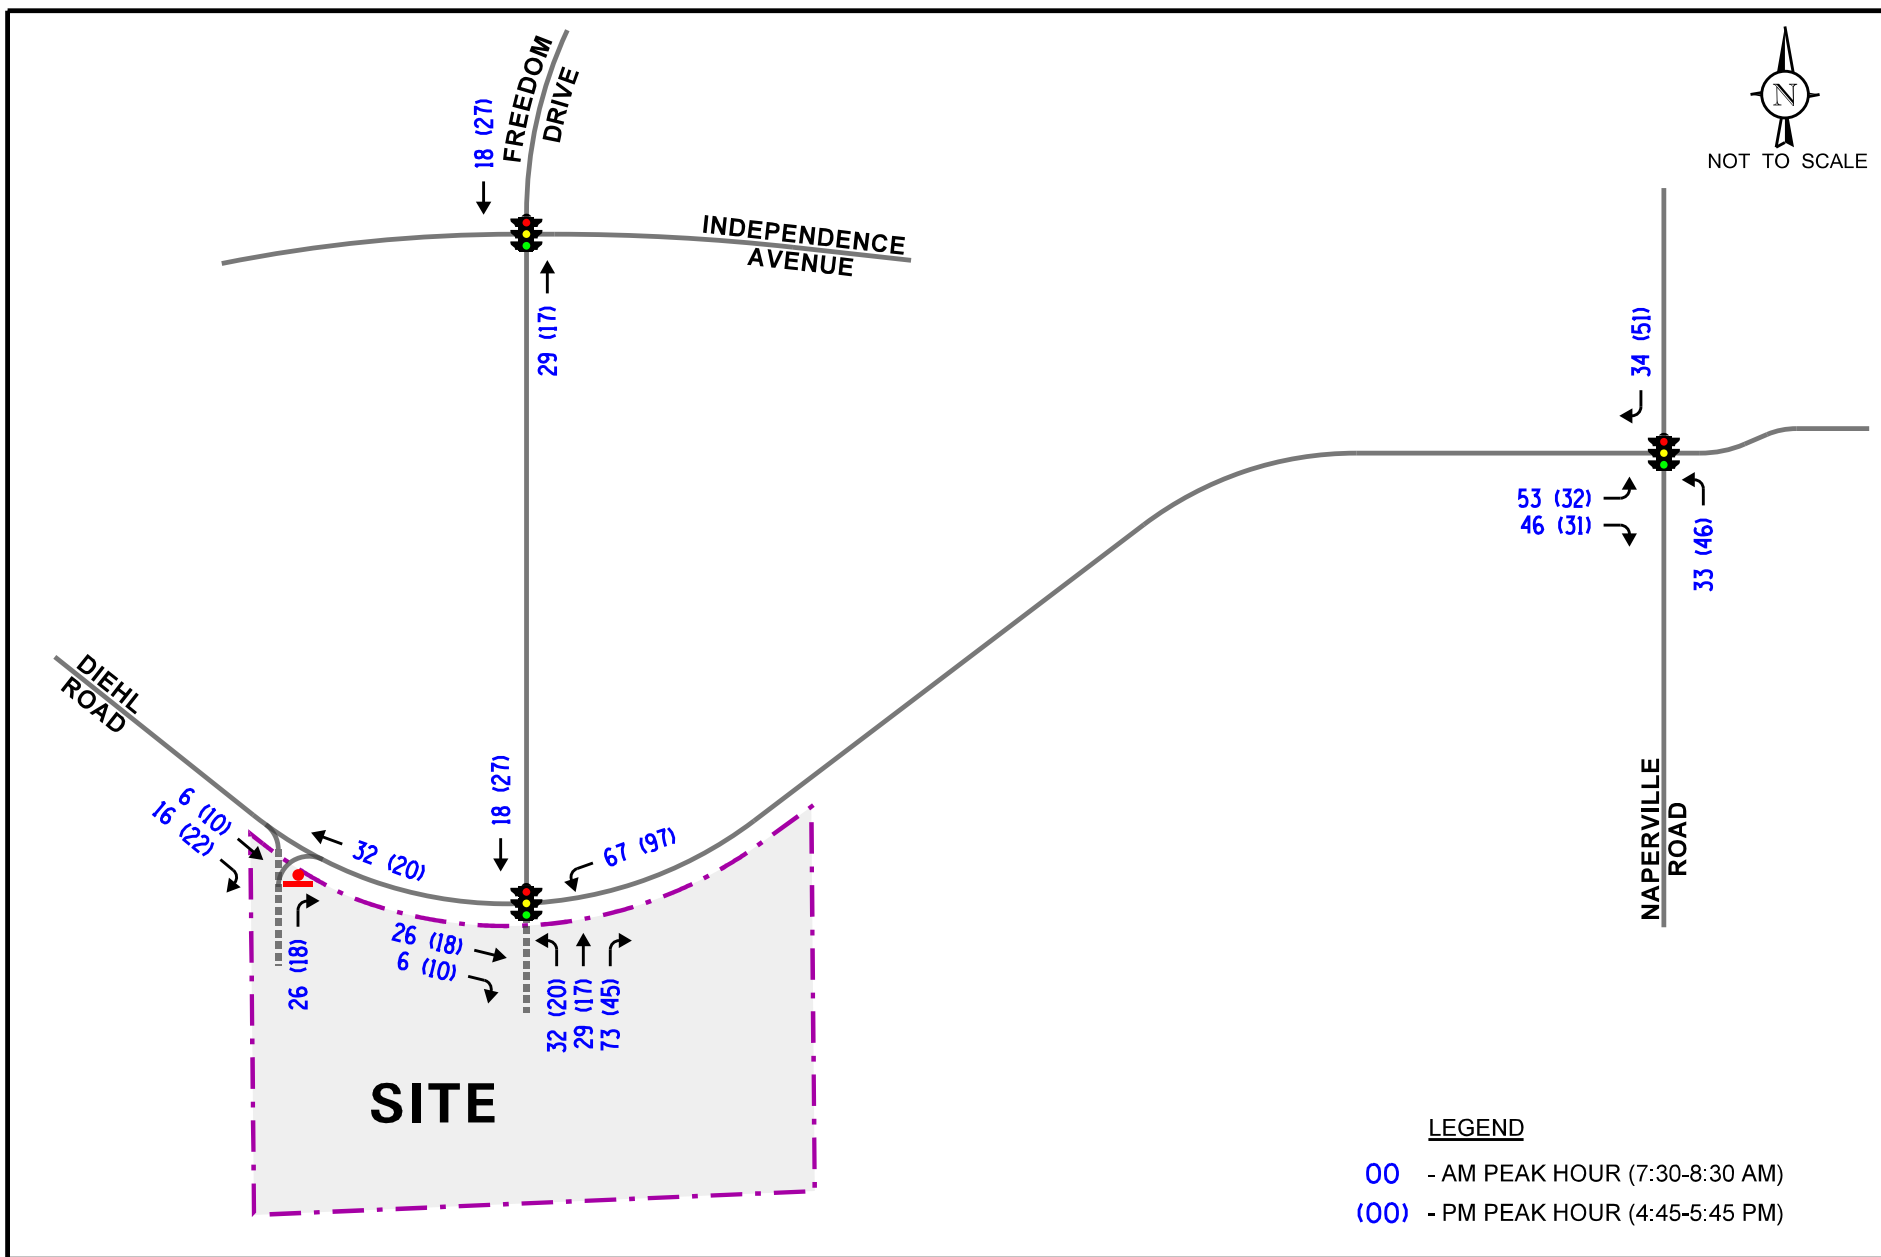 FREEDOM
DRIVE
18 (27)
N
NOT TO SCALE
INDEPENDENCE
AVENUE
29 (17)
34 (51)
53 (32)
46 (31)
33 (46)
DIEHL
ROAD
18 (27)
6 (10)
16 (22)
32 (20)
67 (97)
NAPERVILLE
ROAD
26 (18)
26 (18)
6 (10)
32 (20)
29 (17)
73 (45)
SITE
LEGEND
00 - AM PEAK HOUR (7:30-8:30 AM)
(00) - PM PEAK HOUR (4:45-5:45 PM)